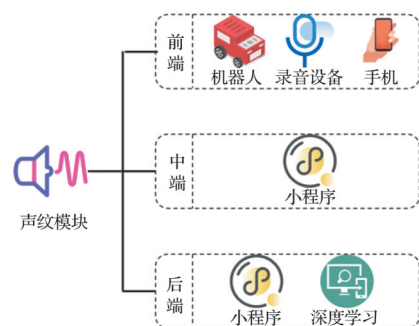 前端
机器人 录音设备 手机
声纹模块
中端
小程序
后端
小程序 深度学习